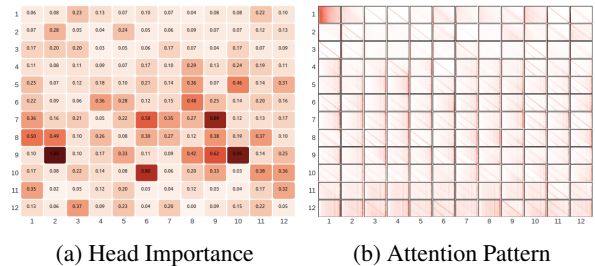 1 0.06 0.08 0.23 0.13 0.07 0.10 0.07 0.04 0.08 0.08 0.22 0.10 1
2 0.07 0.28 0.05 0.04 0.24 0.05 0.06 0.09 0.07 0.07 0.12 0.13 2
3 0.17 0.20 0.20 0.03 0.05 0.06 0.17 0.07 0.04 0.17 0.07 0.09 3
4 0.11 0.08 0.11 0.09 0.07 0.17 0.10 0.29 0.13 0.24 0.19 0.11 4
5 0.25 0.07 0.12 0.18 0.10 0.21 0.14 0.36 0.07 0.46 0.14 0.31 5
6 0.22 0.09 0.06 0.36 0.28 0.12 0.15 0.48 0.25 0.14 0.20 0.16 6
7 0.36 0.16 0.21 0.05 0.22 0.58 0.35 0.27 0.12 0.13 0.17 7
8 0.50 0.49 0.10 0.26 0.08 0.30 0.27 0.12 0.38 0.19 0.37 0.10 8
9 0.10 0.10 0.17 0.33 0.11 0.09 0.42 0.63 0.14 0.25 9
10 0.17 0.08 0.22 0.14 0.08 0.06 0.20 0.33 0.03 0.38 0.36 10
11 0.35 0.02 0.05 0.12 0.20 0.03 0.04 0.12 0.03 0.04 0.17 0.32 11
12 0.13 0.06 0.37 0.09 0.23 0.04 0.20 0.00 0.09 0.15 0.22 0.05 12
1 2 3 4 5 6 7 8 9 10 11 12 1 2 3 4 5 6 7 8 9 10 11 12
(a) Head Importance (b) Attention Pattern